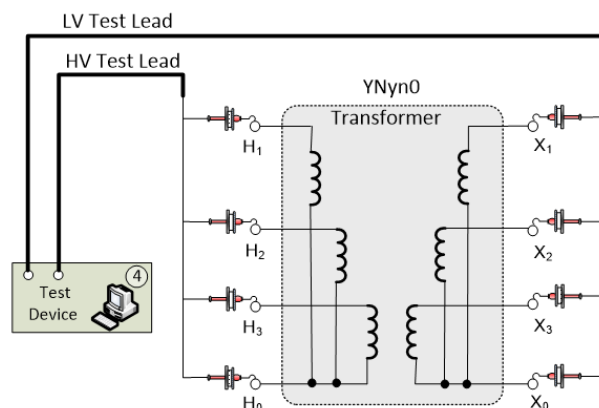 LV Test Lead
HV Test Lead
YNyn0
Transformer
H₁
X₁
H₂
X₂
4
Test
Device
H₃
X₃
H₀
X₀